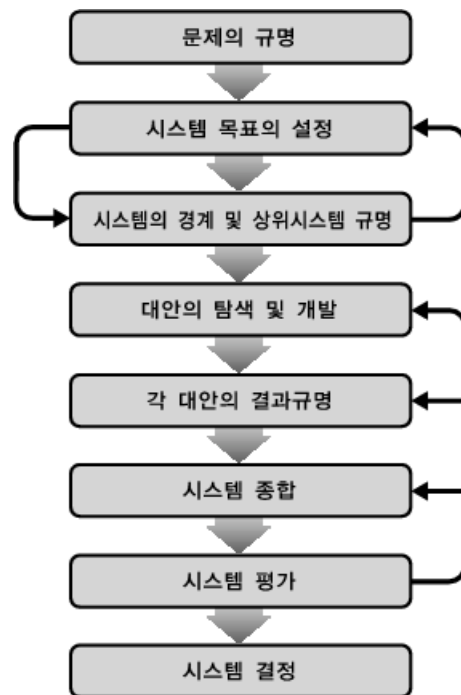 문제의 규명
시스템 목표의 설정
시스템의 경계 및 상위시스템 규명
대안의 탐색 및 개발
각 대안의 결과규명
시스템 종합
시스템 평가
시스템 결정